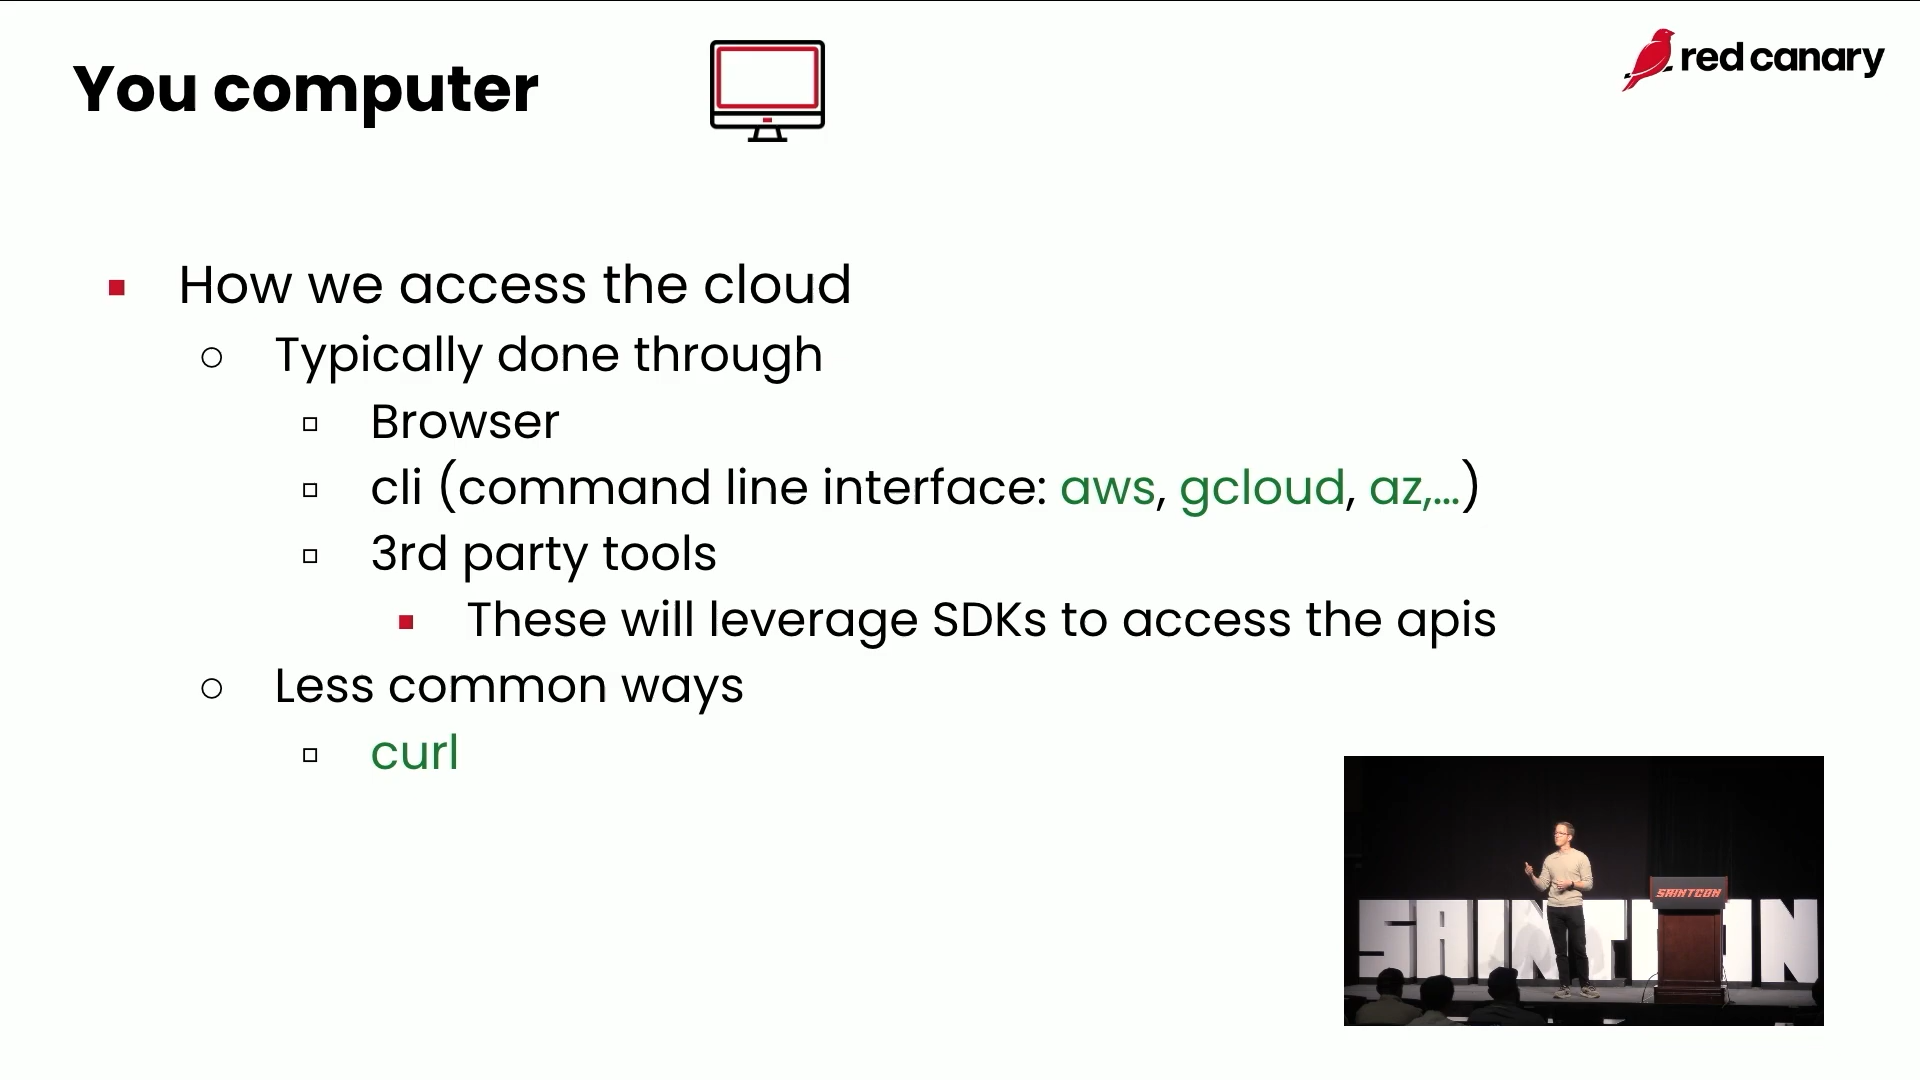 You computer
red canary
How we access the cloud
Typically done through
Browser
cli (command line interface: aws, gcloud, az,...)
3rd party tools
These will leverage SDKs to access the apis
Less common ways
curl
SAINTCON
SAINTCON